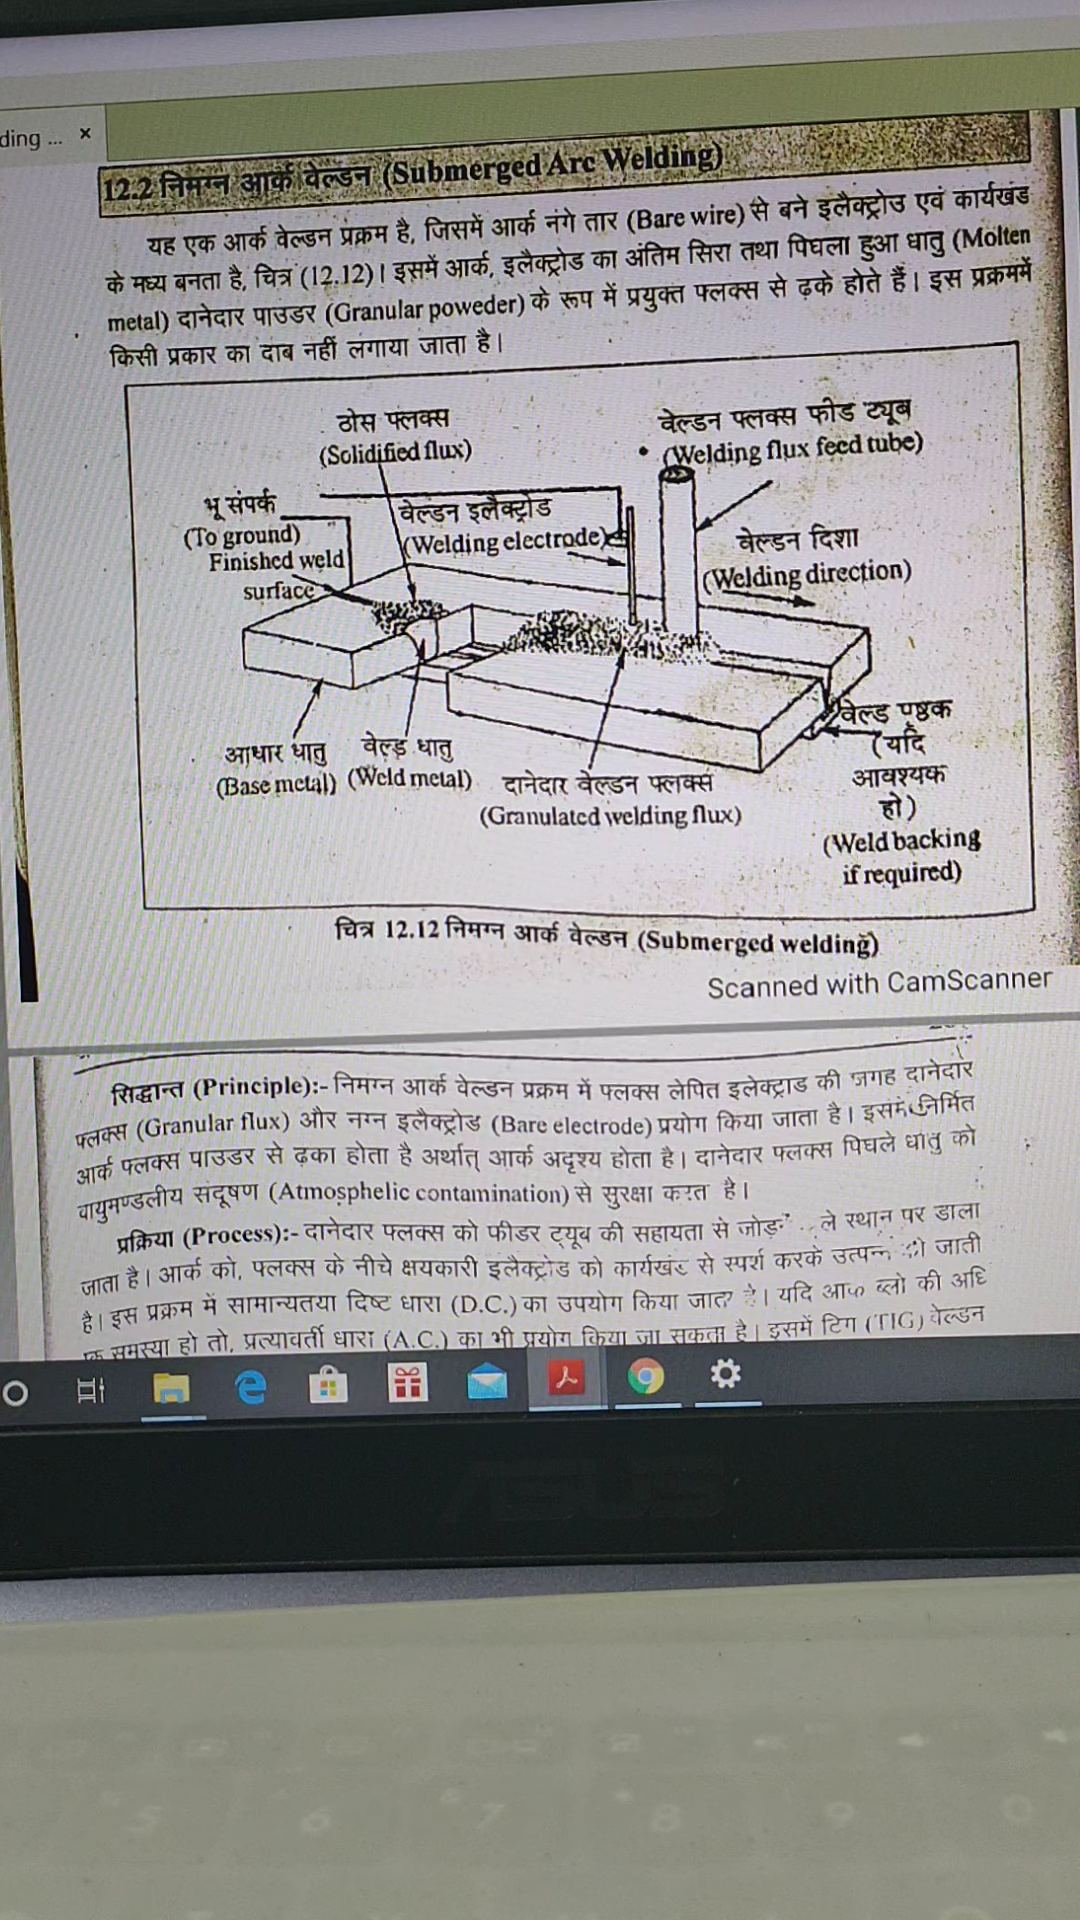 ding ... ×
12.2 निमग्न आर्क वेल्डन (Submerged Arc Welding)
यह एक आर्क वेल्डन प्रक्रम है, जिसमें आर्क नंगे तार (Bare wire) से बने इलैक्ट्रोउ एवं कार्यखंड
के मध्य बनता है, चित्र (12.12)। इसमें आर्क, इलैक्ट्रोड का अंतिम सिरा तथा पिघला हुआ धातु (Molten
metal) दानेदार पाउडर (Granular poweder) के रूप में प्रयुक्त फ्लक्स से ढ़के होते हैं। इस प्रक्रममें
किसी प्रकार का दाब नहीं लगाया जाता है।
ठोस फ्लक्स
(Solidified flux)
वेल्डन फ्लक्स फीड ट्यूब
(Welding flux feed tube)
भू संपर्क
(To ground)
Finished weld
surface
वेल्डन इलैक्ट्रोड
(Welding electrode)
वेल्डन दिशा
(Welding direction)
आधार धातु
(Base metal)
वेल्ड धातु
(Weld metal)
दानेदार वेल्डन फ्लक्स
(Granulated welding flux)
वेल्ड पृष्ठक
(यदि
आवश्यक
हो)
(Weld backing
if required)
चित्र 12.12 निमग्न आर्क वेल्डन (Submerged welding)
Scanned with CamScanner
सिद्धान्त (Principle):- निमग्न आर्क वेल्डन प्रक्रम में फ्लक्स लेपित इलेक्ट्राड की जगह दानेदार
फ्लक्स (Granular flux) और नग्न इलैक्ट्रोड (Bare electrode) प्रयोग किया जाता है। इसमें निर्मित
आर्क फ्लक्स पाउडर से ढ़का होता है अर्थात् आर्क अदृश्य होता है। दानेदार फ्लक्स पिघले धातु को
वायुमण्डलीय संदूषण (Atmosphelic contamination) से सुरक्षा करत है।
प्रक्रिया (Process):- दानेदार फ्लक्स को फीडर ट्यूब की सहायता से ले स्थान पर डाला
जाता है। आर्क को, फ्लक्स के नीचे क्षयकारी इलैक्ट्रोड को कार्यखंड से स्पर्श करके जाती
है। इस प्रक्रम में सामान्यतया दिष्ट धारा (D.C.) का उपयोग किया जाता है। यदि ब्लो की अधि
समस्या हो तो, प्रत्यावर्ती धारा (A.C.) का भी प्रयोग किया जा सकता है। इसमें टिग (TIG) वेल्डन
ASUS
5 6 7 8 9 0